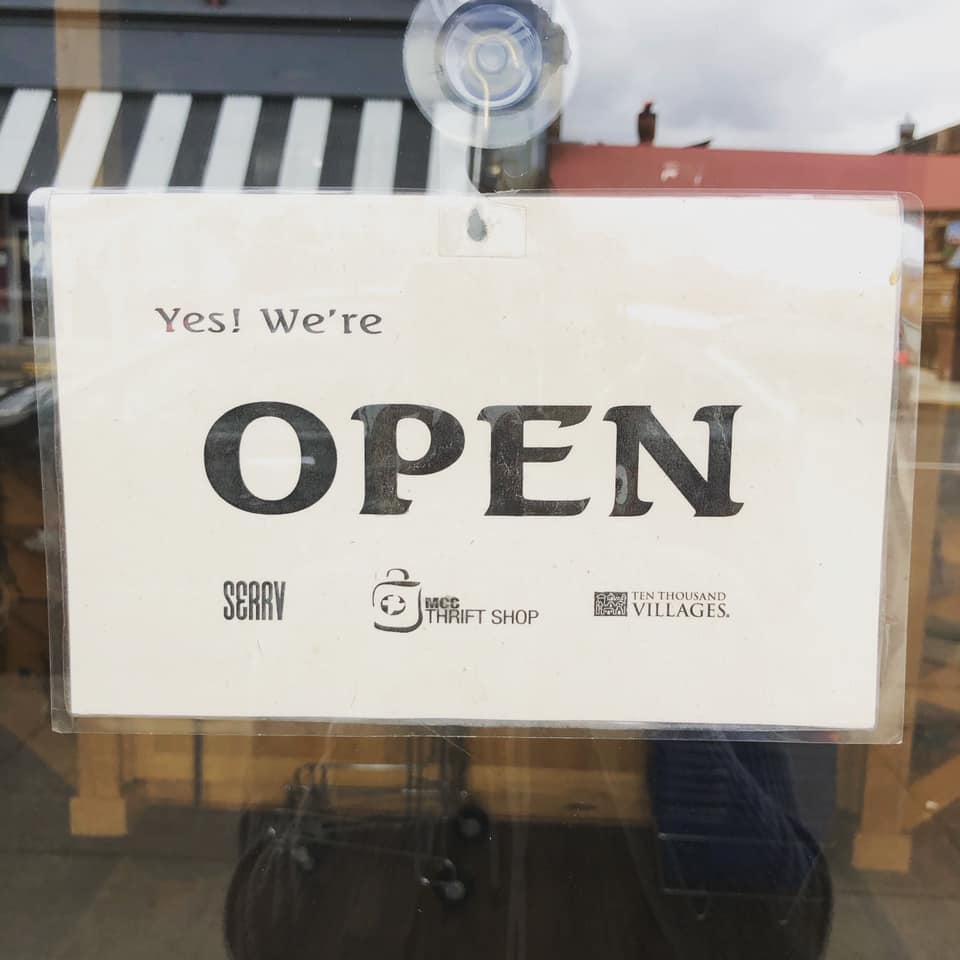 Yes! We're
OPEN
SERRV
MCC
THRIFT SHOP
TEN THOUSAND
VILLAGES.